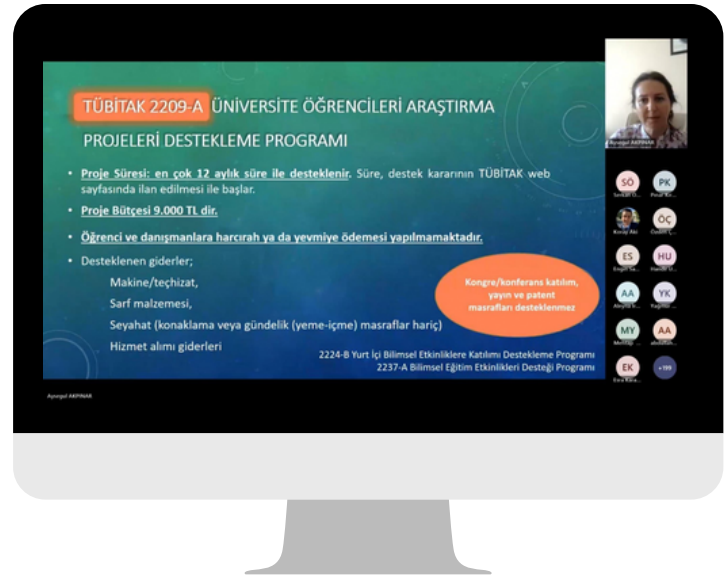 TÜBİTAK 2209-A ÜNİVERSİTE ÖĞRENCİLERİ ARAŞTIRMA
PROJELERİ DESTEKLEME PROGRAMI
• Proje Süresi: en çok 12 aylık süre ile desteklenir. Süre, destek kararının TÜBİTAK web
sayfasında ilan edilmesi ile başlar.
• Proje Bütçesi 9.000 TL dir.
• Öğrenci ve danışmanlara harcırah ya da yevmiye ödemesi yapılmamaktadır.
• Desteklenen giderler;
Makine/teçhizat,
Sarf malzemesi,
Seyahat (konaklama veya gündelik (yeme-içme) masraflar hariç)
Hizmet alımı giderleri
Kongre/konferans katılım,
yayın ve patent
masrafları desteklenmez
2224-B Yurt İçi Bilimsel Etkinliklere Katılımı Destekleme Programı
2237-A Bilimsel Eğitim Etkinlikleri Desteği Programı
Aysegul AKPINAR
Aysegul AKPINAR
SÖ PK
ÖÇ
ES HU
AA YK
MY AA
EK